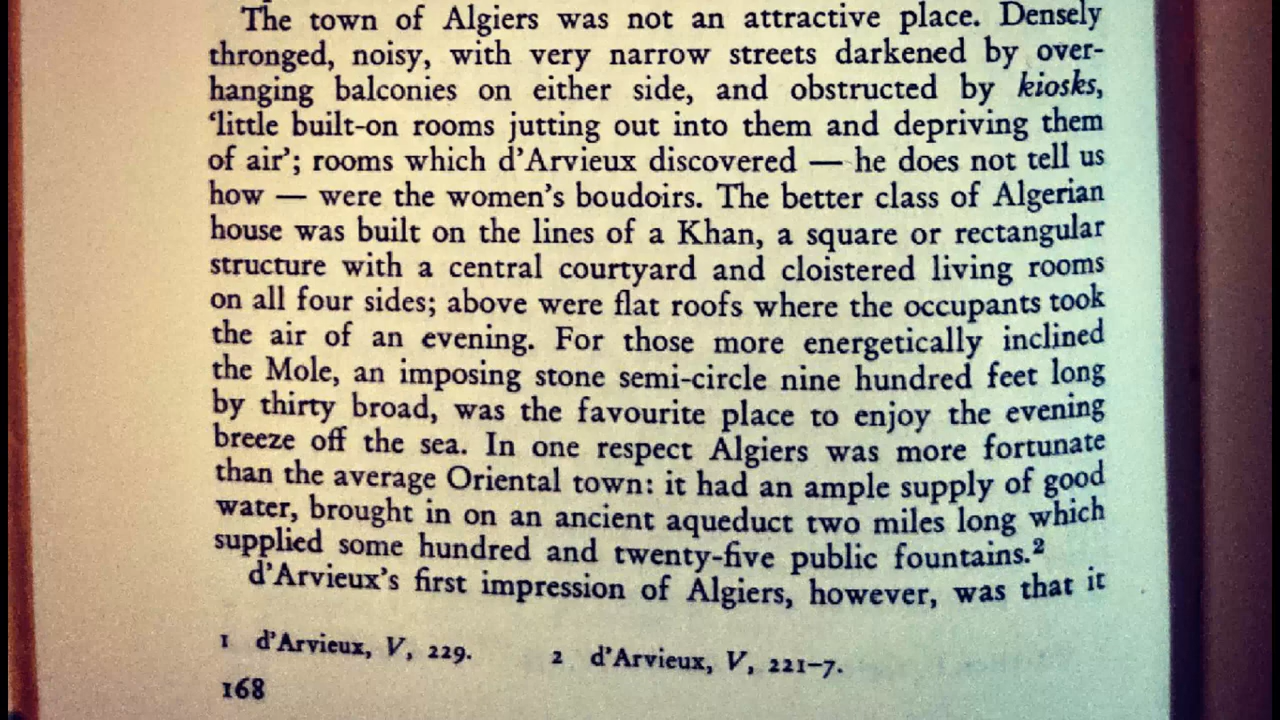 The town of Algiers was not an attractive place. Densely
thronged, noisy, with very narrow streets darkened by over-
hanging balconies on either side, and obstructed by kiosks,
‘little built-on rooms jutting out into them and depriving them
of air’; rooms which d’Arvieux discovered — he does not tell us
how — were the women’s boudoirs. The better class of Algerian
house was built on the lines of a Khan, a square or rectangular
structure with a central courtyard and cloistered living rooms
on all four sides; above were flat roofs where the occupants took
the air of an evening. For those more energetically inclined
the Mole, an imposing stone semi-circle nine hundred feet long
by thirty broad, was the favourite place to enjoy the evening
breeze off the sea. In one respect Algiers was more fortunate
than the average Oriental town: it had an ample supply of good
water, brought in on an ancient aqueduct two miles long which
supplied some hundred and twenty-five public fountains.²
d’Arvieux’s first impression of Algiers, however, was that it
1 d’Arvieux, V, 229. 2 d’Arvieux, V, 221–7.
168